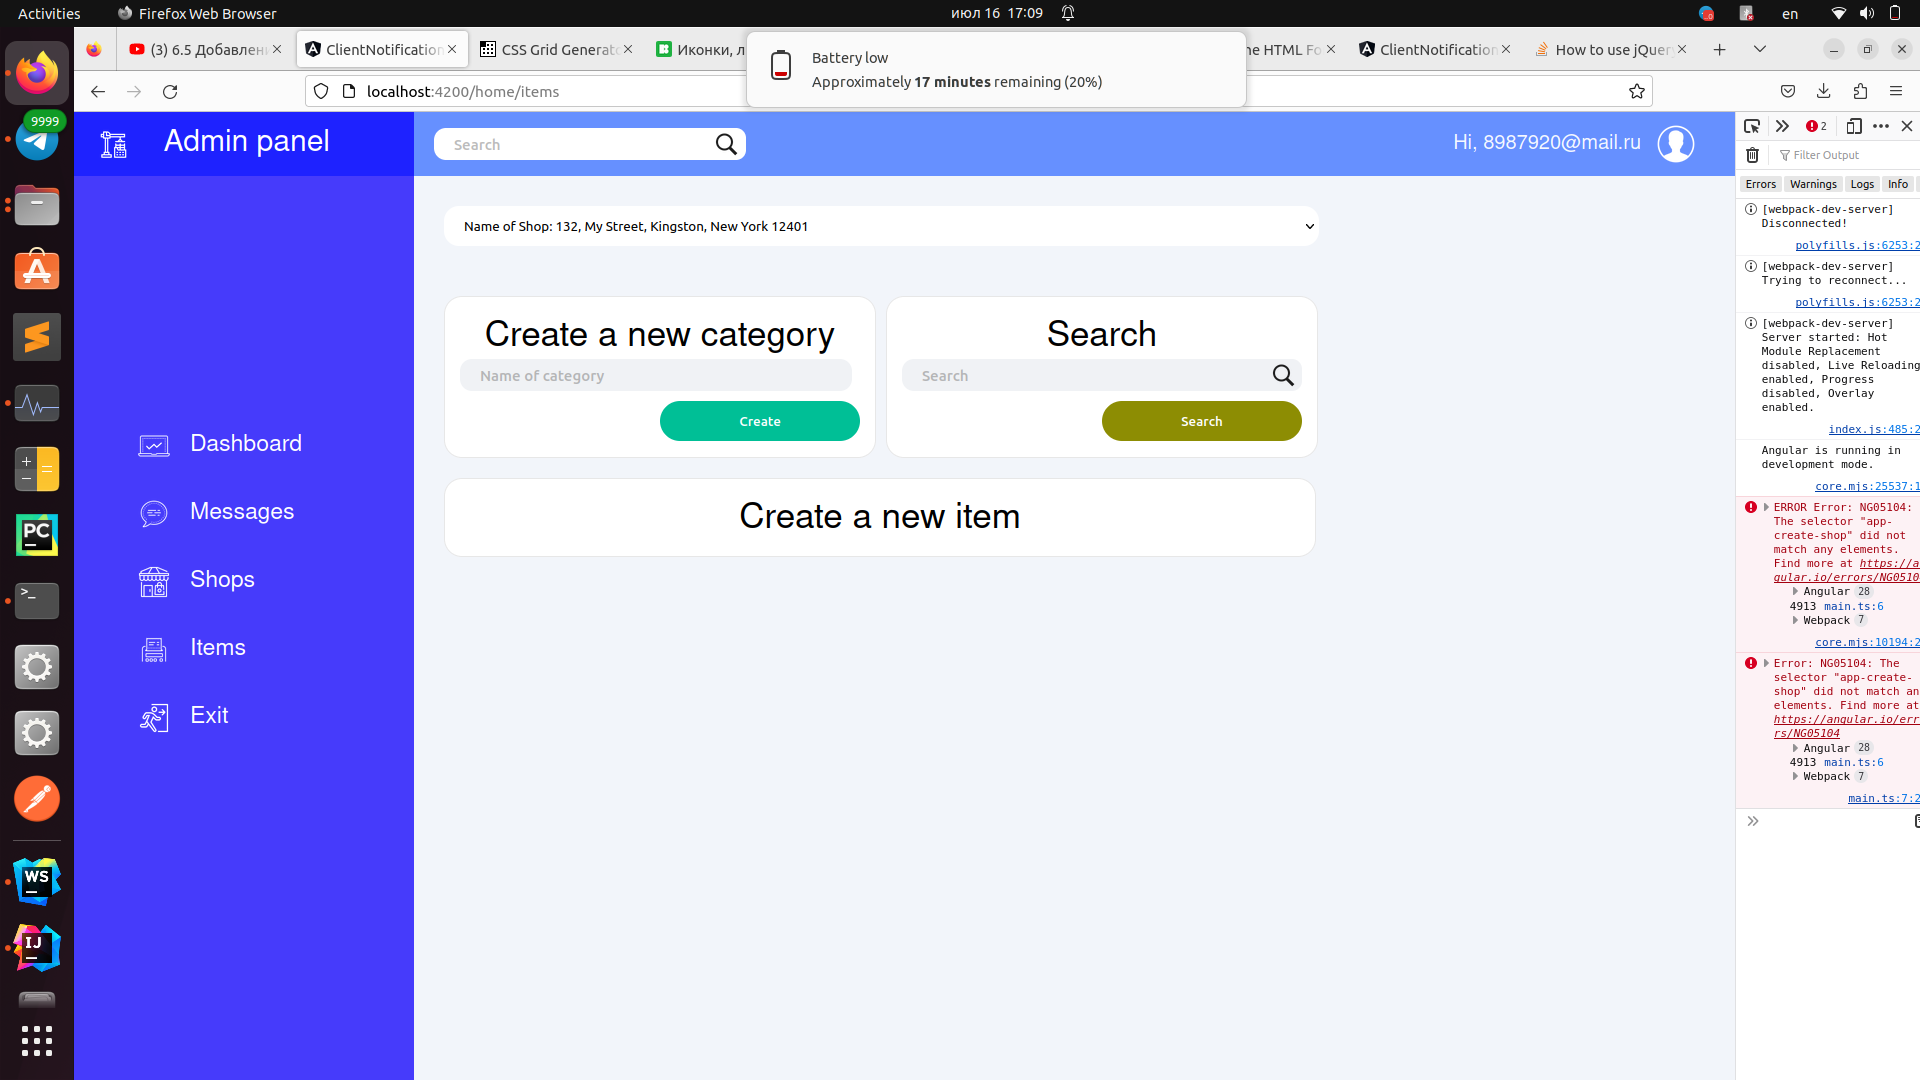 Activities
Firefox Web Browser
июл 16 17:09
en
(3) 6.5
ClientNotification
CSS Grid Generat
Иконки, л
HTML Fo
ClientNotification
How to use jQuer
Battery low
Approximately 17 minutes remaining (20%)
localhost:4200/home/items
9999
Admin panel
Search
Hi, 8987920@mail.ru
2
Filter Output
Errors
Warnings
Logs
Info
Name of Shop: 132, My Street, Kingston, New York 12401
Create a new category
Name of category
Create
Search
Search
Search
Create a new item
Dashboard
Messages
Shops
Items
Exit
[webpack-dev-server]
Disconnected!
polyfills.js:6253:2
[webpack-dev-server]
Trying to reconnect...
polyfills.js:6253:2
[webpack-dev-server]
Server started: Hot
Module Replacement
disabled, Live Reloading
enabled, Progress
disabled, Overlay
enabled.
index.js:485:2
Angular is running in
development mode.
core.mjs:25537:1
ERROR Error: NG05104:
The selector "app-
create-shop" did not
match any elements.
Find more at https://a
gular.io/errors/NG0510
Angular 28
4913 main.ts:6
Webpack 7
core.mjs:10194:2
Error: NG05104: The
selector "app-create-
shop" did not match an
elements. Find more at
https://angular.io/err
rs/NG05104
Angular 28
4913 main.ts:6
Webpack 7
main.ts:7:2
PC
WS
IJ